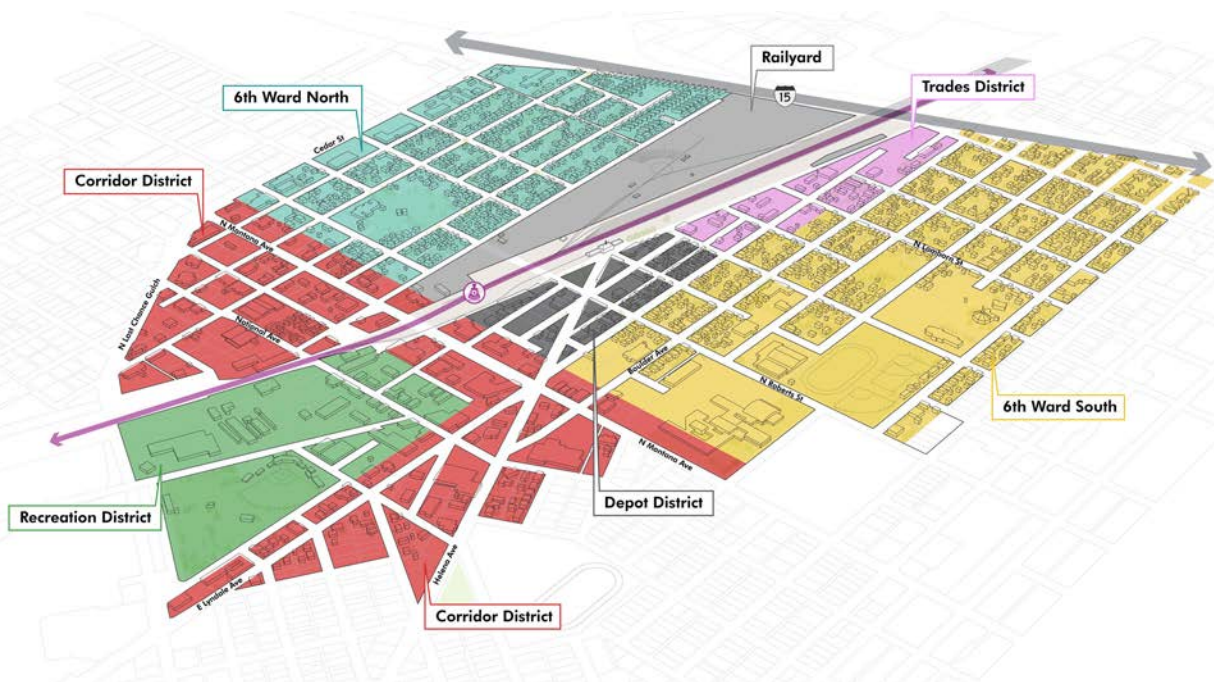 Railyard
15
Trades District
6th Ward North
Cedar St
Corridor District
N Montana Ave
N Last Chance Gulch
National Ave
N Lamborn St
Boulder Ave
N Roberts St
6th Ward South
N Montana Ave
Depot District
Recreation District
Helena Ave
E Lyndale Ave
Corridor District